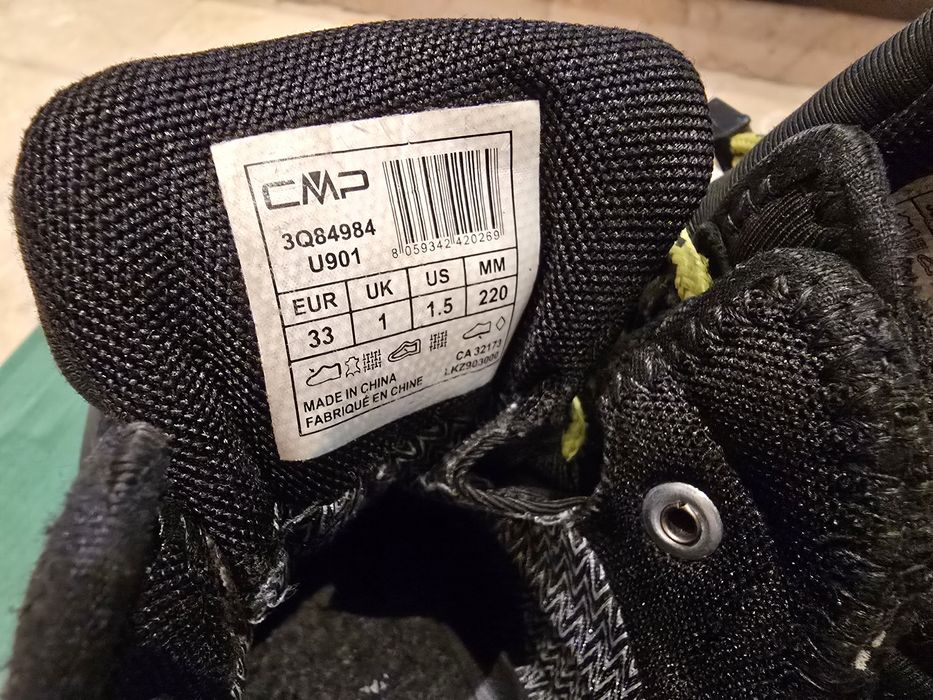 CMP
3Q84984
U901
8 059342 420269
EUR UK US MM
33 1 1.5 220
CA 32173
LKZ903000
MADE IN CHINA
FABRIQUÉ EN CHINE